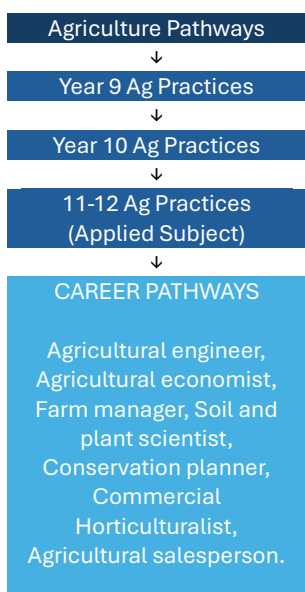 Agriculture Pathways
↓
Year 9 Ag Practices
↓
Year 10 Ag Practices
↓
11-12 Ag Practices
(Applied Subject)
↓
CAREER PATHWAYS
Agricultural engineer,
Agricultural economist,
Farm manager, Soil and
plant scientist,
Conservation planner,
Commercial
Horticulturalist,
Agricultural salesperson.